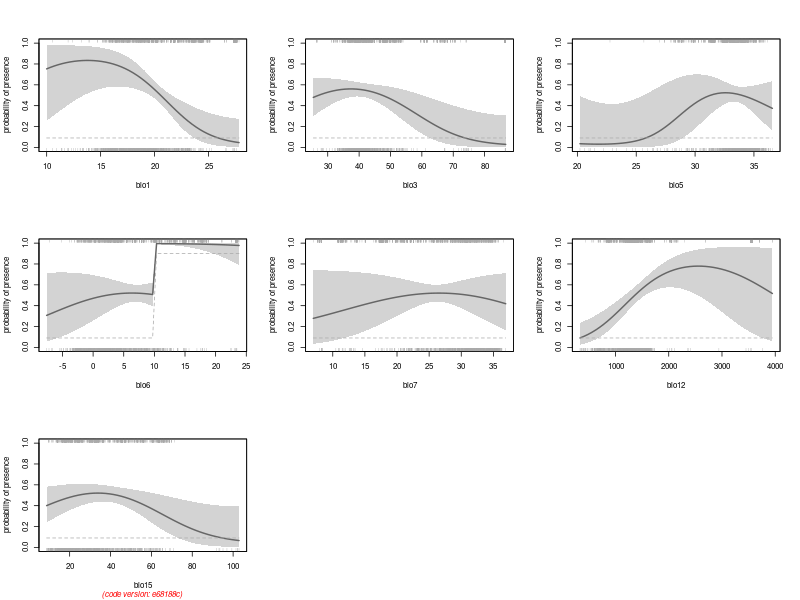 probability of presence
0.0 0.2 0.4 0.6 0.8 1.0
10 15 20 25
bio1
probability of presence
0.0 0.2 0.4 0.6 0.8 1.0
30 40 50 60 70 80
bio3
probability of presence
0.0 0.2 0.4 0.6 0.8 1.0
20 25 30 35
bio5
probability of presence
0.0 0.2 0.4 0.6 0.8 1.0
-5 0 5 10 15 20 25
bio6
probability of presence
0.0 0.2 0.4 0.6 0.8 1.0
10 15 20 25 30 35
bio7
probability of presence
0.0 0.2 0.4 0.6 0.8 1.0
1000 2000 3000 4000
bio12
probability of presence
0.0 0.2 0.4 0.6 0.8 1.0
20 40 60 80 100
bio15
(code version: e68188c)